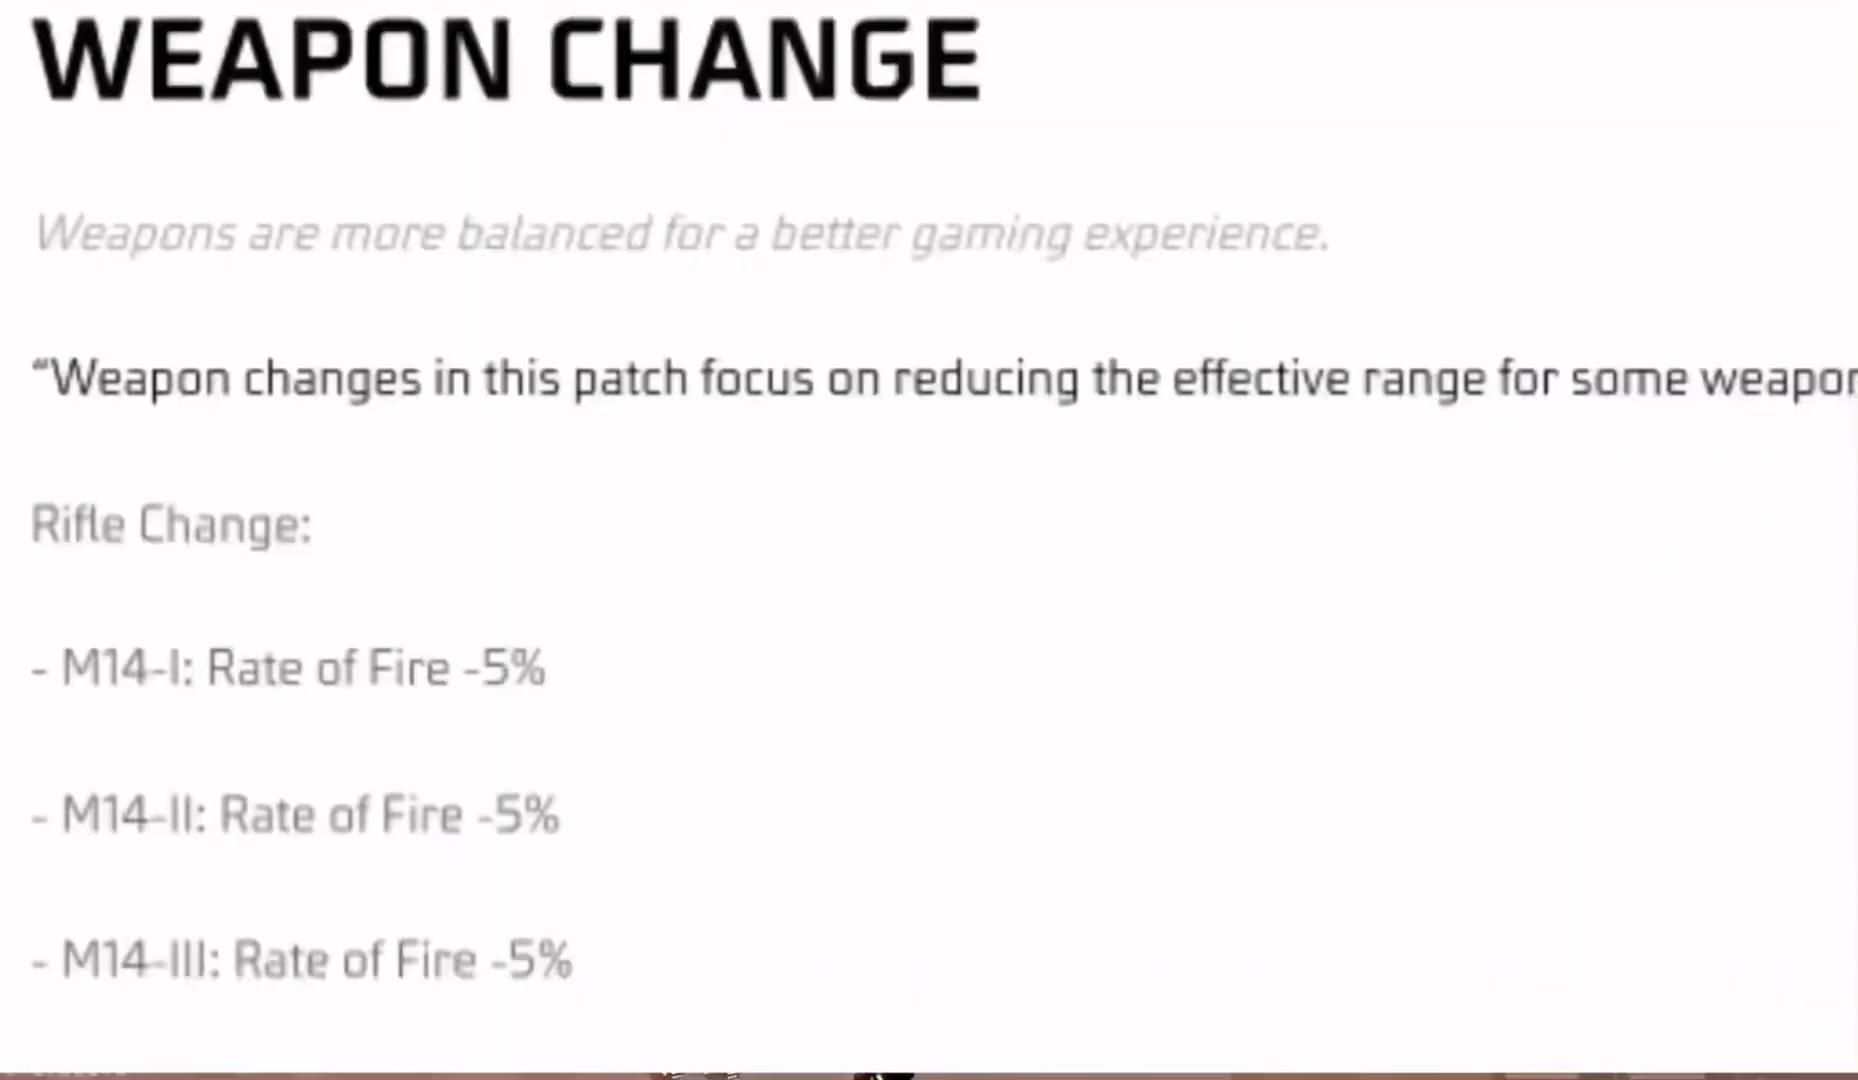 WEAPON CHANGE
Weapons are more balanced for a better gaming experience.
“Weapon changes in this patch focus on reducing the effective range for some
Rifle Change:
- M14-I: Rate of Fire -5%
- M14-II: Rate of Fire -5%
- M14-III: Rate of Fire -5%